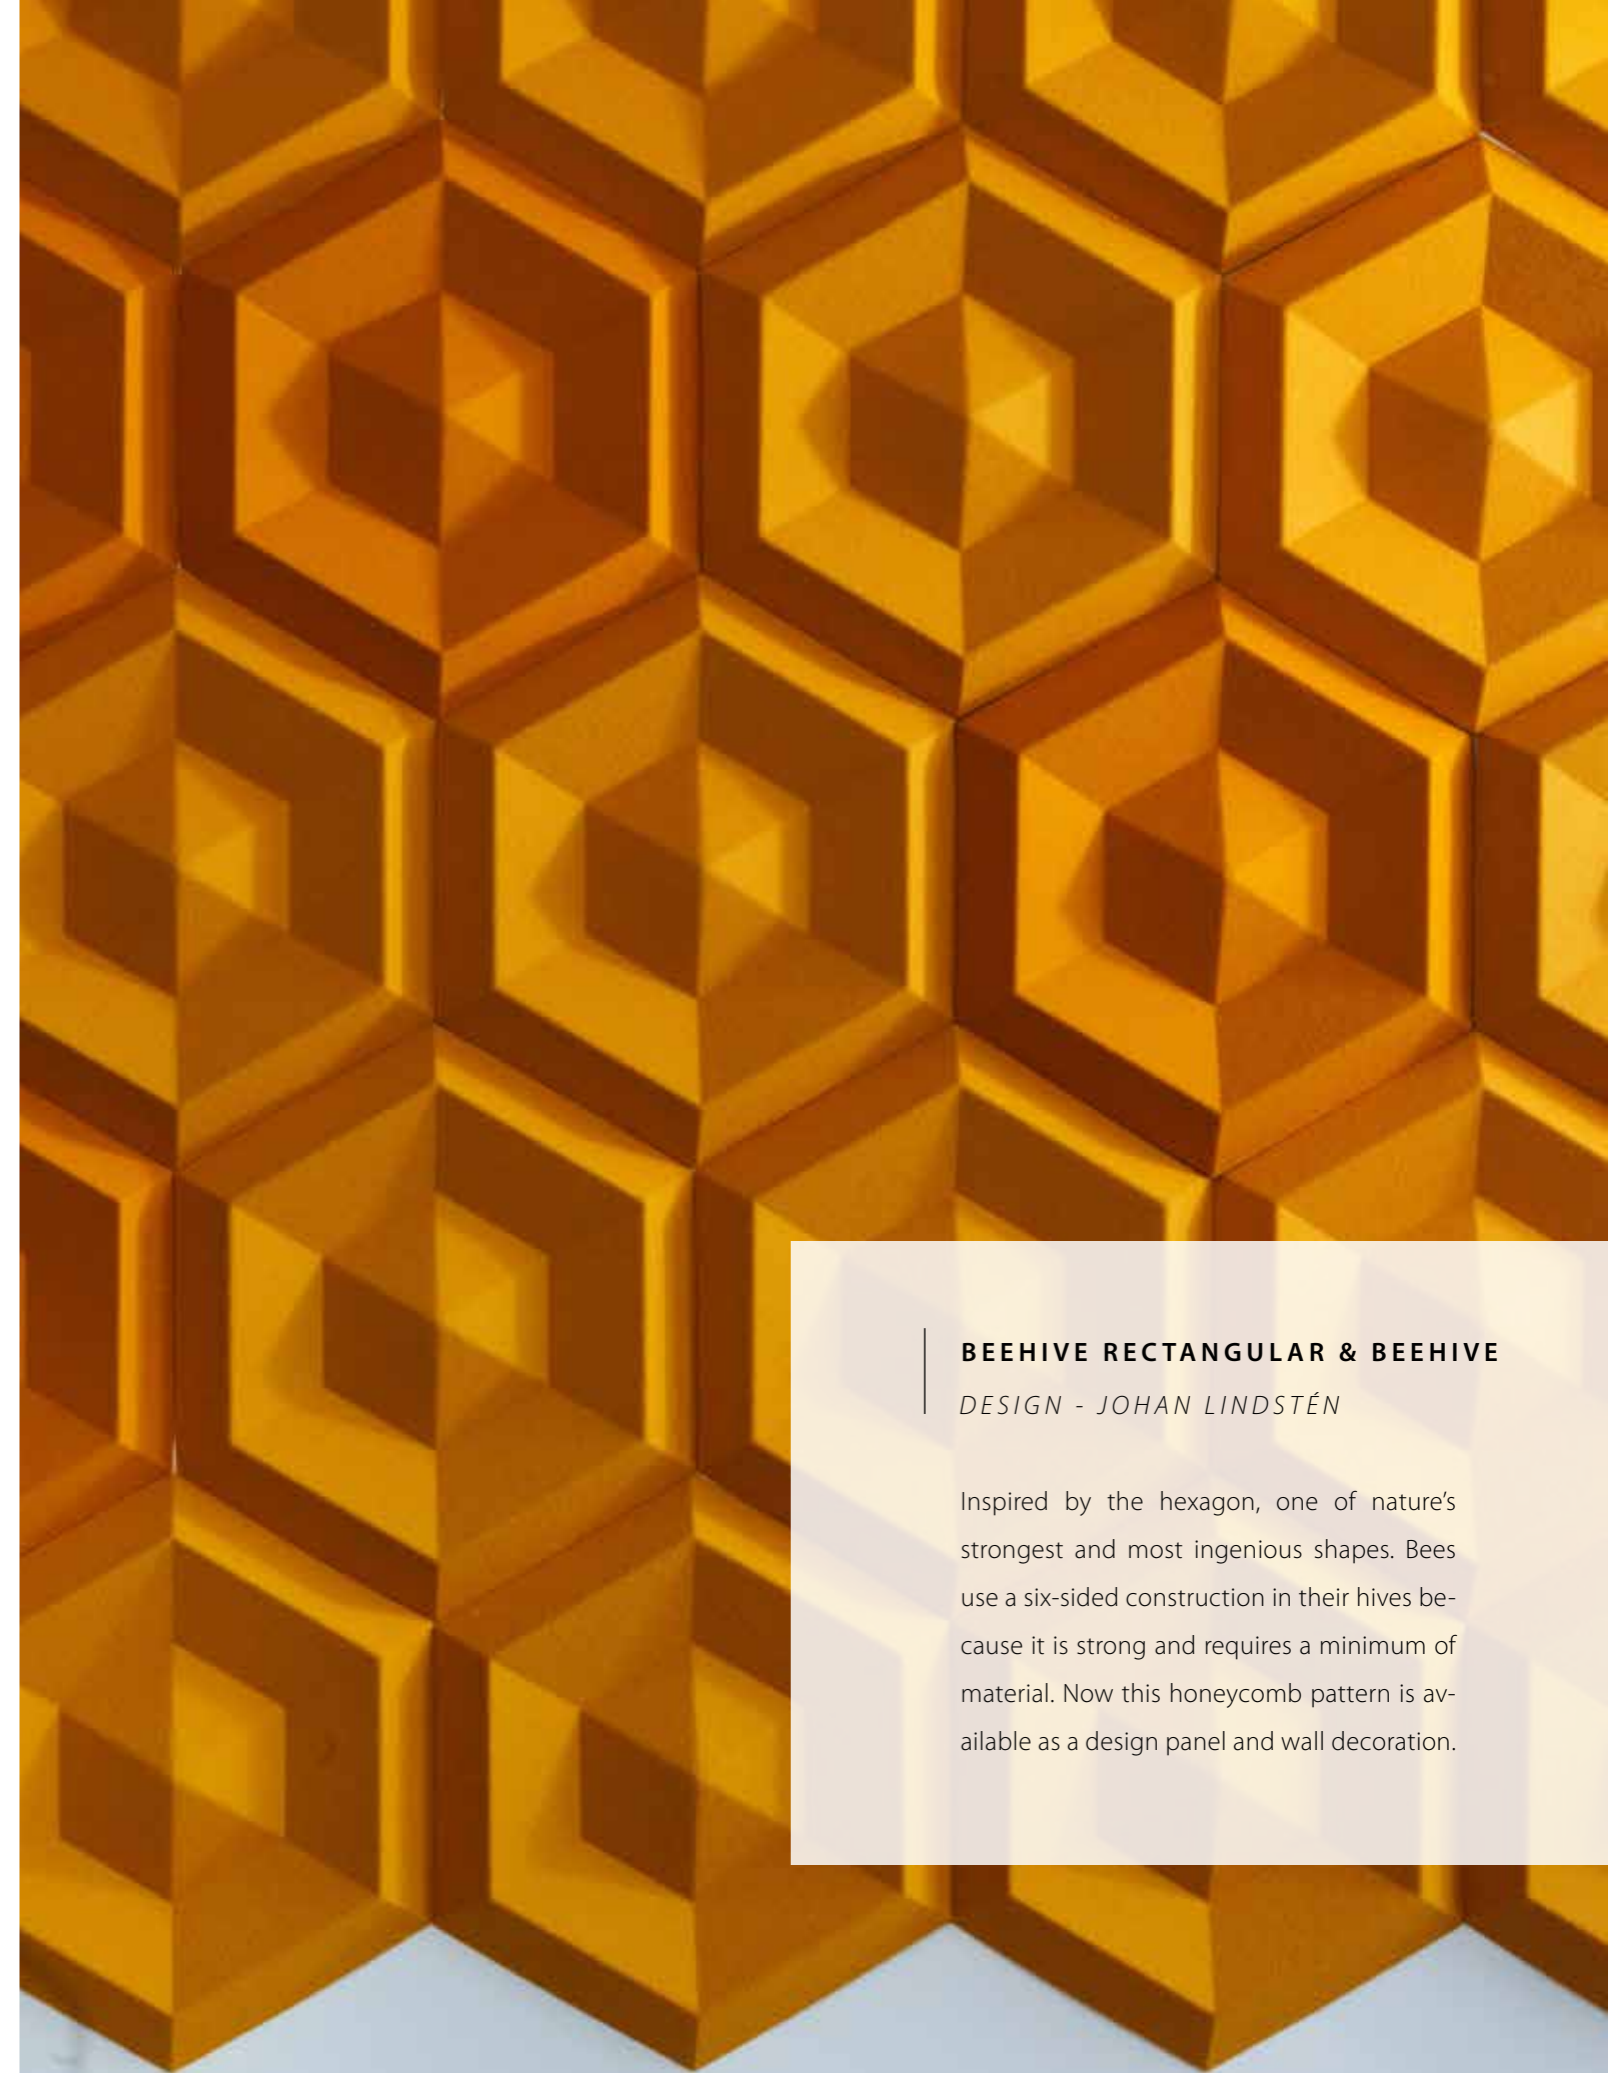 BEEHIVE RECTANGULAR & BEEHIVE
DESIGN - JOHAN LINDSTÉN
Inspired by the hexagon, one of nature’s
strongest and most ingenious shapes. Bees
use a six-sided construction in their hives be-
cause it is strong and requires a minimum of
material. Now this honeycomb pattern is av-
ailable as a design panel and wall decoration.